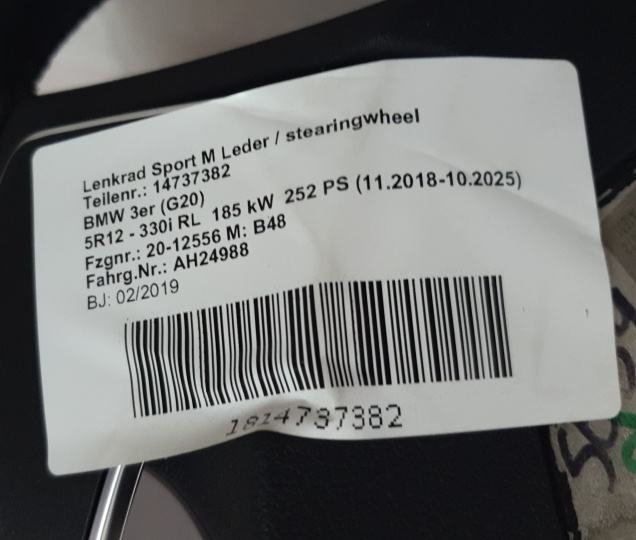 Lenkrad Sport M Leder / stearingwheel
Teilenr.: 14737382
BMW 3er (G20)
5R12 - 330i RL 185 kW 252 PS (11.2018-10.2025)
Fzgnr.: 20-12556 M: B48
Fahrg.Nr.: AH24988
BJ: 02/2019
1814737382